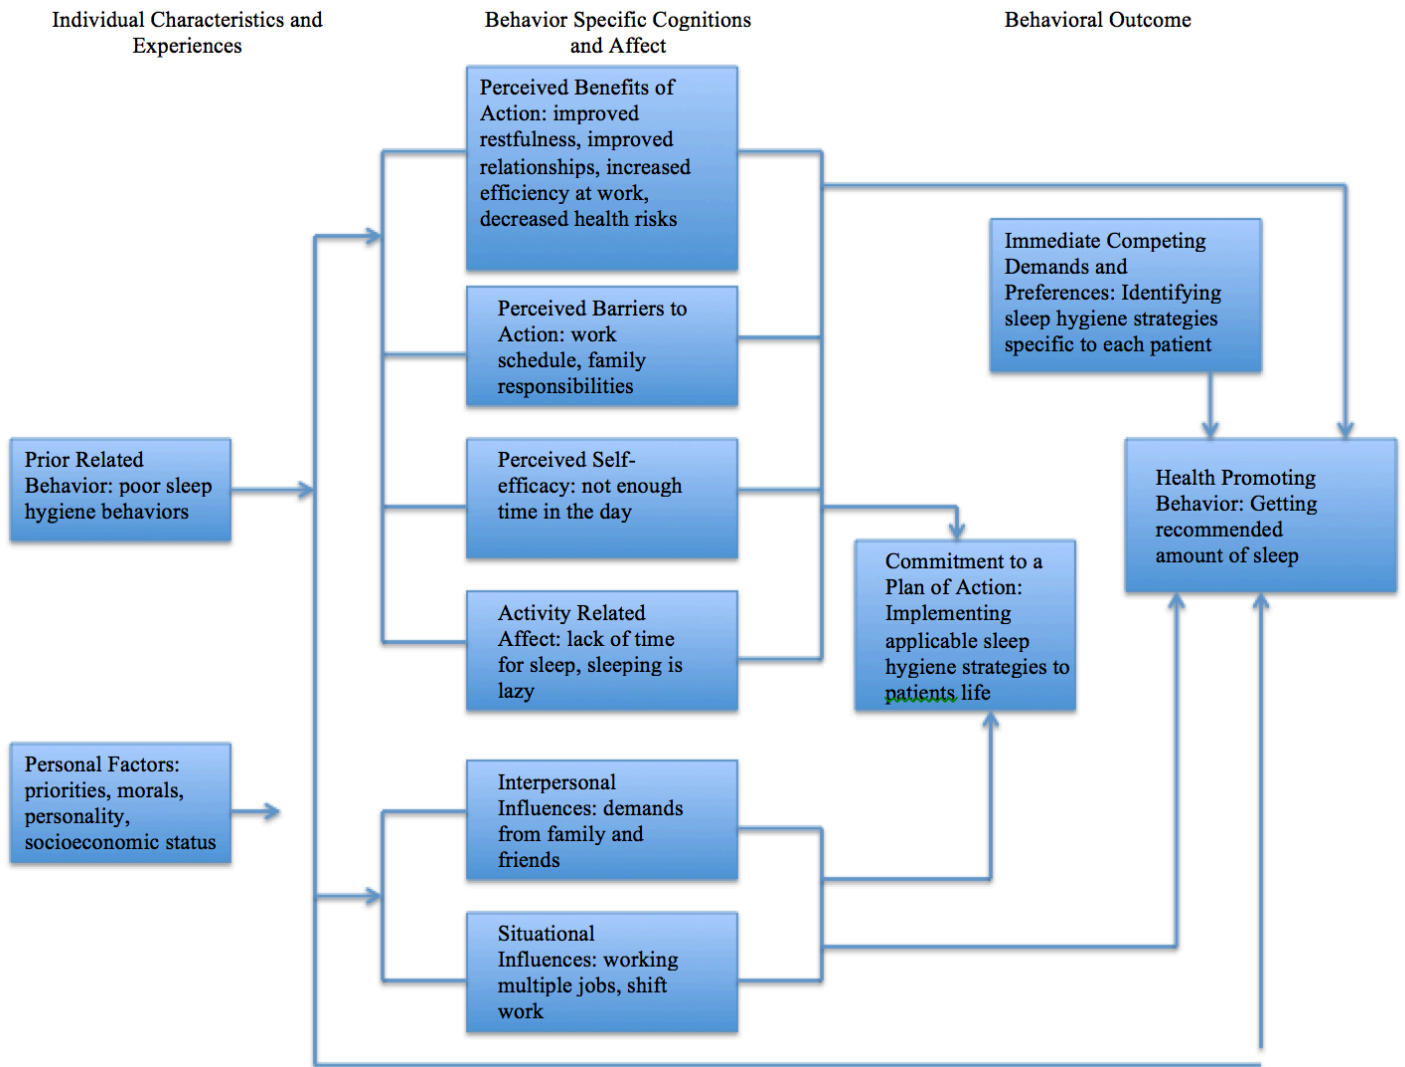 Individual Characteristics and
Experiences
Behavior Specific Cognitions
and Affect
Behavioral Outcome
Perceived Benefits of
Action: improved
restfulness, improved
relationships, increased
efficiency at work,
decreased health risks
Immediate Competing
Demands and
Preferences: Identifying
sleep hygiene strategies
specific to each patient
Perceived Barriers to
Action: work
schedule, family
responsibilities
Prior Related
Behavior: poor sleep
hygiene behaviors
Perceived Self-
efficacy: not enough
time in the day
Health Promoting
Behavior: Getting
recommended
amount of sleep
Commitment to a
Plan of Action:
Implementing
applicable sleep
hygiene strategies to
patients life
Activity Related
Affect: lack of time
for sleep, sleeping is
lazy
Personal Factors:
priorities, morals,
personality,
socioeconomic status
Interpersonal
Influences: demands
from family and
friends
Situational
Influences: working
multiple jobs, shift
work